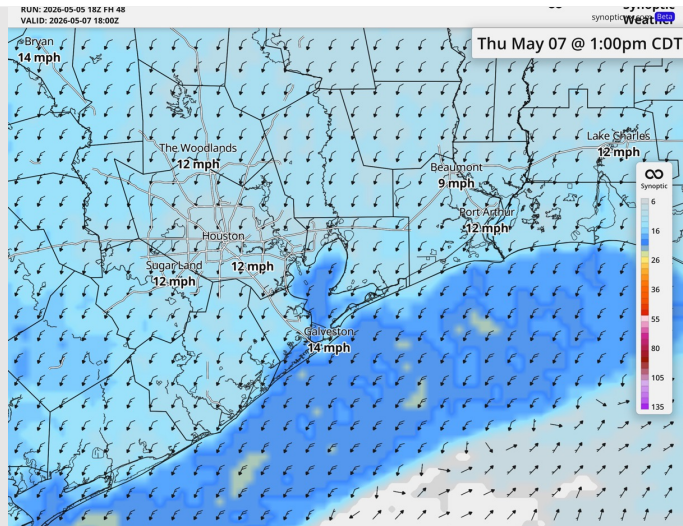 RUN: 2026-05-05 18Z FH 48
VALID: 2026-05-07 18:00Z
Synoptic
Weather
Beta
Thu May 07 @ 1:00pm CDT
Bryan
14 mph
The Woodlands
12 mph
Lake Charles
12 mph
Beaumont
9 mph
Port Arthur
12 mph
Houston
12 mph
Sugar Land
12 mph
Galveston
14 mph
Synoptic
6
16
26
36
55
80
105
135